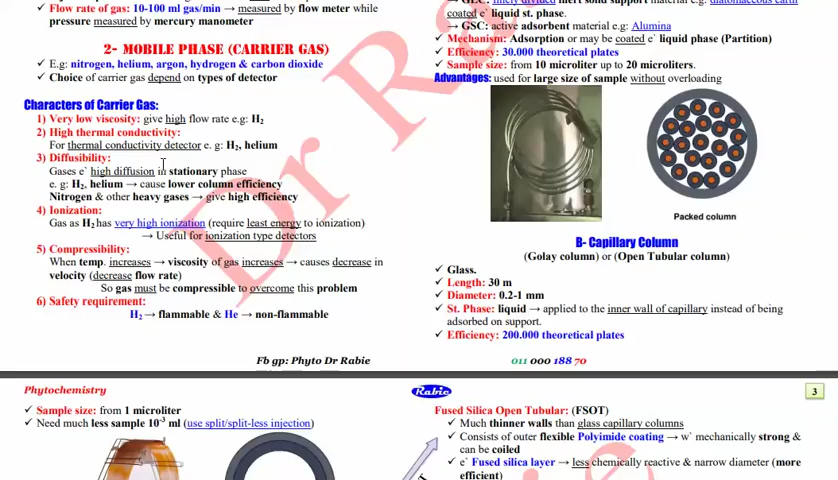 ✓ Flow rate of gas: 10-100 ml gas/min → measured by flow meter while
pressure measured by mercury manometer
2- MOBILE PHASE (CARRIER GAS)
✓ E.g: nitrogen, helium, argon, hydrogen & carbon dioxide
✓ Choice of carrier gas depend on types of detector
Characters of Carrier Gas:
1) Very low viscosity: give high flow rate e.g: H₂
2) High thermal conductivity:
For thermal conductivity detector e. g: H₂, helium
3) Diffusibility:
Gases e` high diffusion in stationary phase
e. g: H₂, helium → cause lower column efficiency
Nitrogen & other heavy gases → give high efficiency
4) Ionization:
Gas as H₂ has very high ionization (require least energy to ionization)
→ Useful for ionization type detectors
5) Compressibility:
When temp. increases → viscosity of gas increases → causes decrease in
velocity (decrease flow rate)
So gas must be compressible to overcome this problem
6) Safety requirement:
H₂ → flammable & He → non-flammable
→ GLC: finely divided inert solid support material e.g: diatomaceous earth
coated e` liquid st. phase.
→ GSC: active adsorbent material e.g: Alumina
✓ Mechanism: Adsorption or may be coated e` liquid phase (Partition)
✓ Efficiency: 30.000 theoretical plates
✓ Sample size: from 10 microliter up to 20 microliters.
Advantages: used for large size of sample without overloading
Packed column
B- Capillary Column
(Golay column) or (Open Tubular column)
✓ Glass.
✓ Length: 30 m
✓ Diameter: 0.2-1 mm
✓ St. Phase: liquid → applied to the inner wall of capillary instead of being
adsorbed on support.
✓ Efficiency: 200.000 theoretical plates
Fb gp: Phyto Dr Rabie
011 000 188 70
Phytochemistry
Rabie
3
✓ Sample size: from 1 microliter
✓ Need much less sample 10⁻³ ml (use split/split-less injection)
Fused Silica Open Tubular: (FSOT)
✓ Much thinner walls than glass capillary columns
✓ Consists of outer flexible Polyimide coating → w` mechanically strong &
can be coiled
✓ e` Fused silica layer → less chemically reactive & narrow diameter (more
efficient)
Dr Rabie